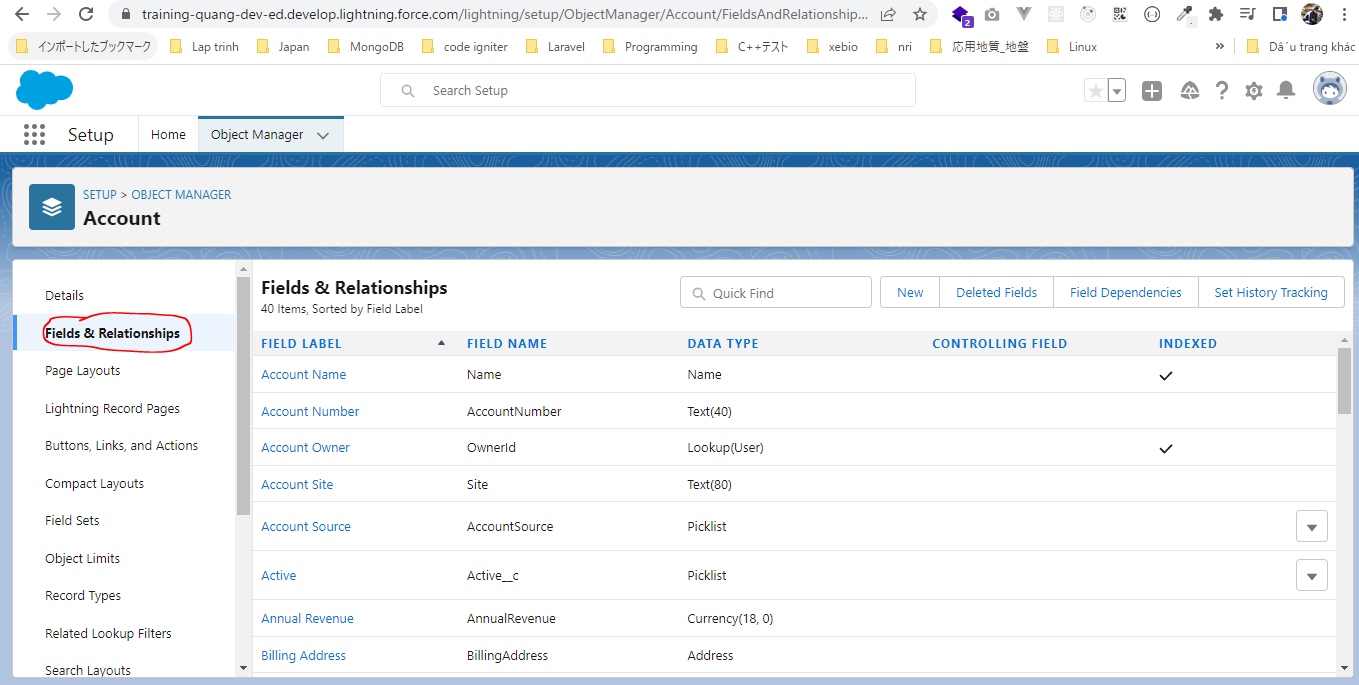 training-quang-dev-ed.develop.lightning.force.com/lightning/setup/ObjectManager/Account/FieldsAndRelationship...
2
インポートしたブックマーク Lap trinh Japan MongoDB code igniter Laravel Programming C++テスト xebio nri 応用地質_地盤 Linux » Dấu trang khác
Search Setup
Setup Home Object Manager
SETUP > OBJECT MANAGER
Account
Details
Fields & Relationships
Page Layouts
Lightning Record Pages
Buttons, Links, and Actions
Compact Layouts
Field Sets
Object Limits
Record Types
Related Lookup Filters
Search Layouts
Fields & Relationships
40 Items, Sorted by Field Label
Quick Find New Deleted Fields Field Dependencies Set History Tracking
FIELD LABEL FIELD NAME DATA TYPE CONTROLLING FIELD INDEXED
Account Name Name Name
Account Number AccountNumber Text(40)
Account Owner OwnerId Lookup(User)
Account Site Site Text(80)
Account Source AccountSource Picklist
Active Active__c Picklist
Annual Revenue AnnualRevenue Currency(18, 0)
Billing Address BillingAddress Address